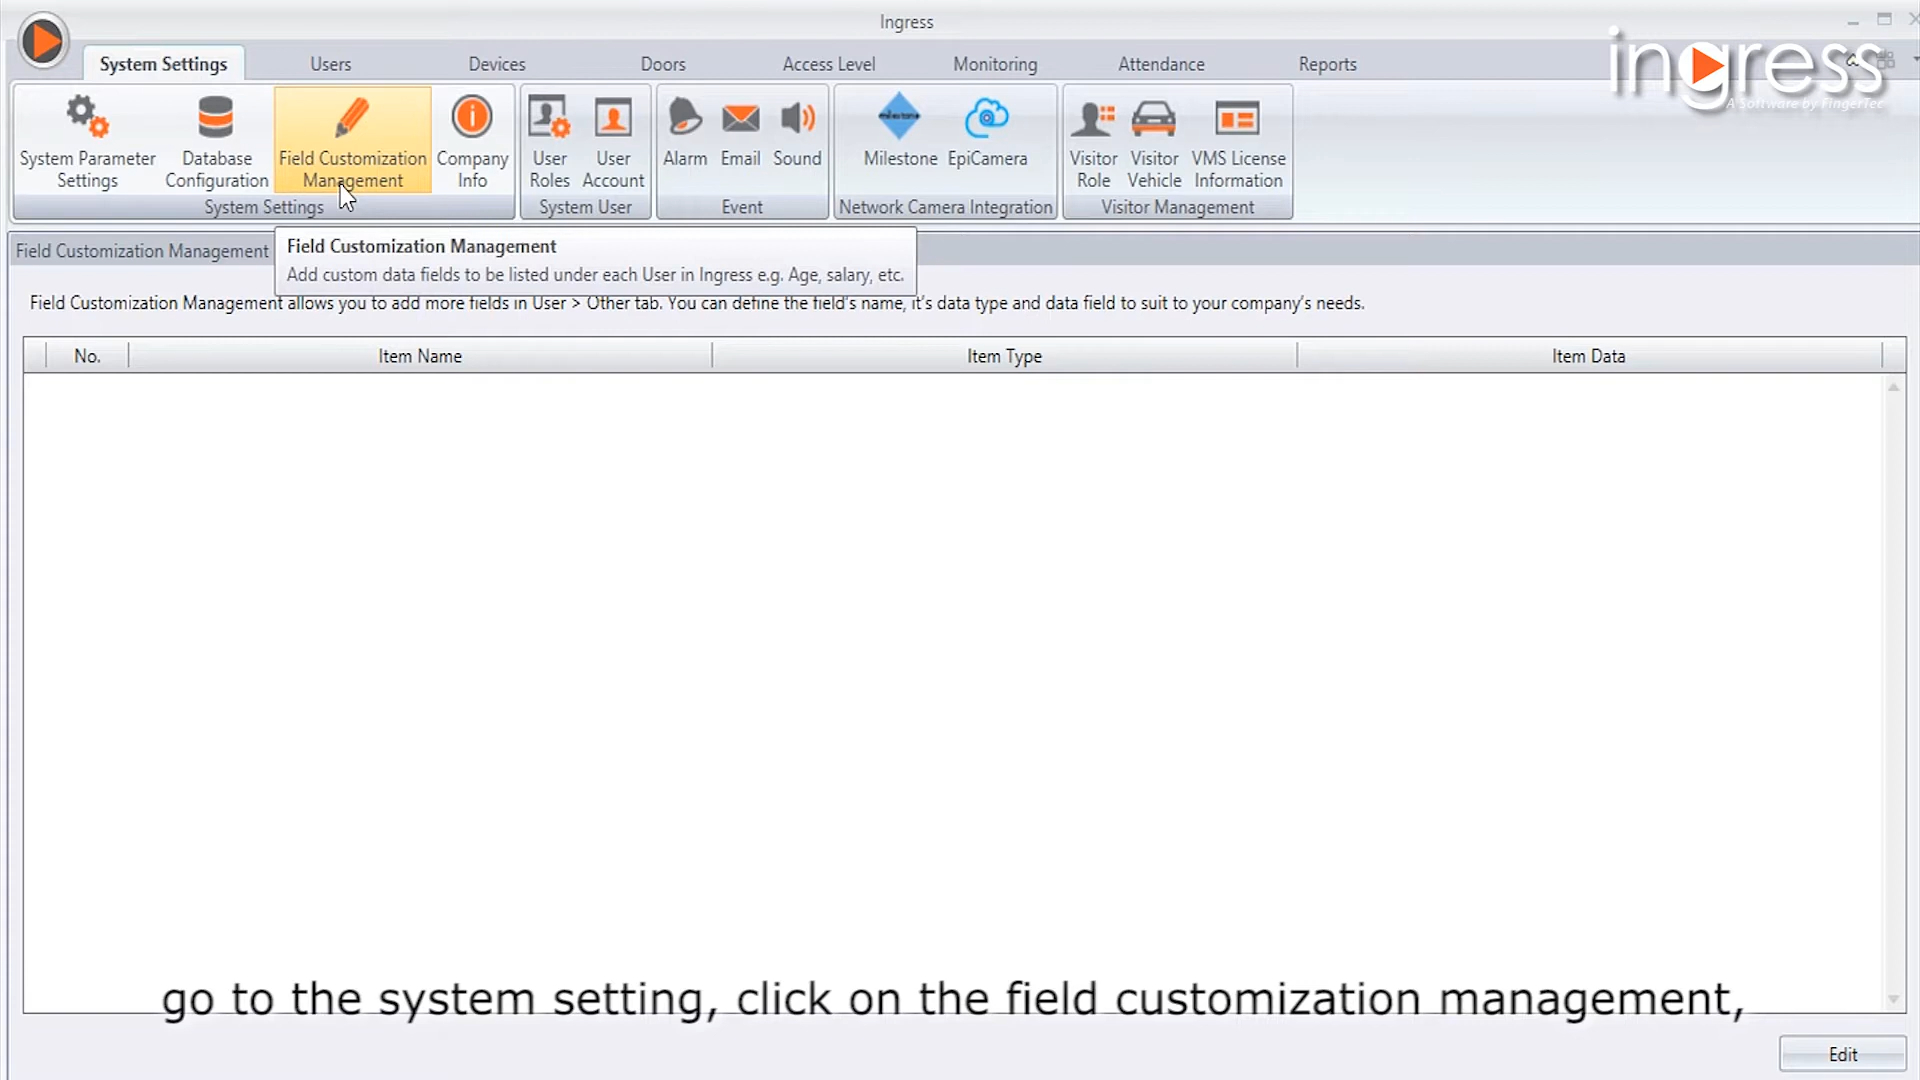 Ingress
ingress
A Software by FingerTec
System Settings
Users
Devices
Doors
Access Level
Monitoring
Attendance
Reports
System Parameter
Settings
Database
Configuration
Field Customization
Management
Company
Info
System Settings
User
Roles
User
Account
System User
Alarm
Email
Sound
Event
Milestone
EpiCamera
Network Camera Integration
Visitor
Role
Visitor
Vehicle
VMS License
Information
Visitor Management
Field Customization Management
Field Customization Management
Add custom data fields to be listed under each User in Ingress e.g. Age, salary, etc.
Field Customization Management allows you to add more fields in User > Other tab. You can define the field's name, it's data type and data field to suit to your company's needs.
No.
Item Name
Item Type
Item Data
go to the system setting, click on the field customization management,
Edit